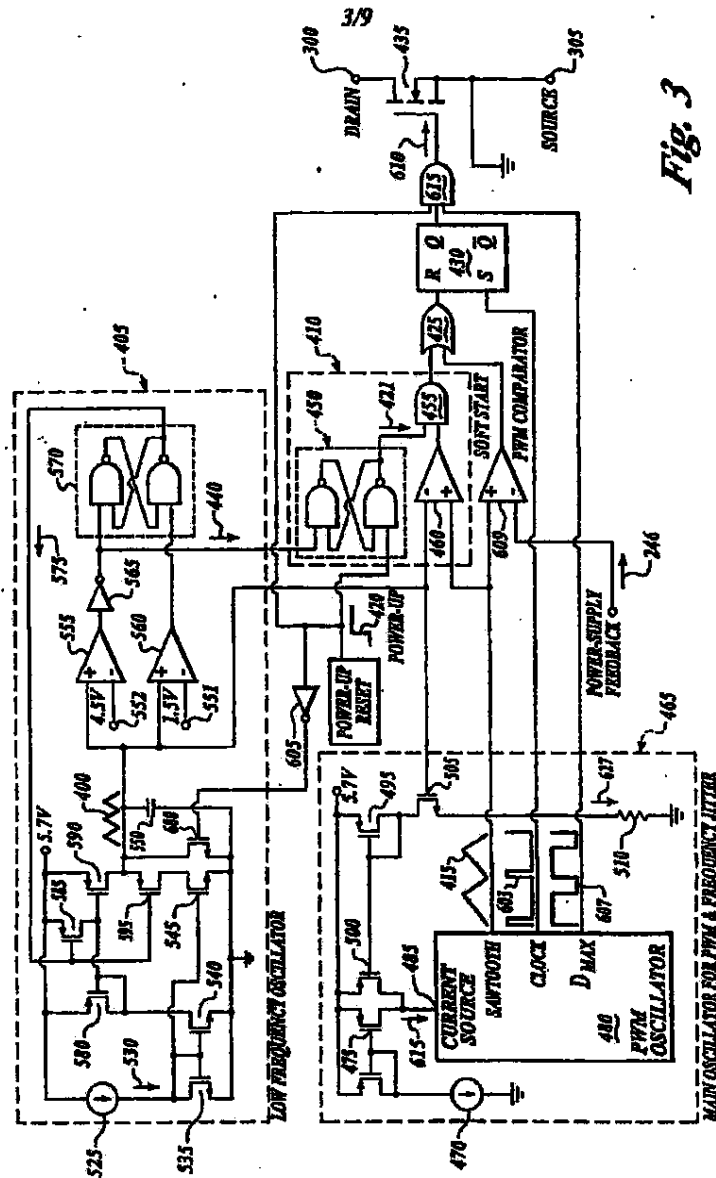 3/9
405
LOW FREQUENCY OSCILLATOR
5.7V
525
530
535
540
545
580
585
590
595
400
550
600
4.5V
552
1.5V
551
555
560
565
570
575
440
410
450
421
455
460
SOFT START
425
430
R
Q
S
Q̅
POWER-UP RESET
420
POWER-UP
605
609
PWM COMPARATOR
POWER-SUPPLY FEEDBACK
246
615
610
DRAIN
300
435
SOURCE
305
465
MAIN OSCILLATOR FOR PWM & FREQUENCY JITTER
5.7V
470
475
500
495
505
510
617
485
615
CURRENT SOURCE
SAWTOOTH
CLOCK
D MAX
480
PWM OSCILLATOR
415
603
607
Fig. 3